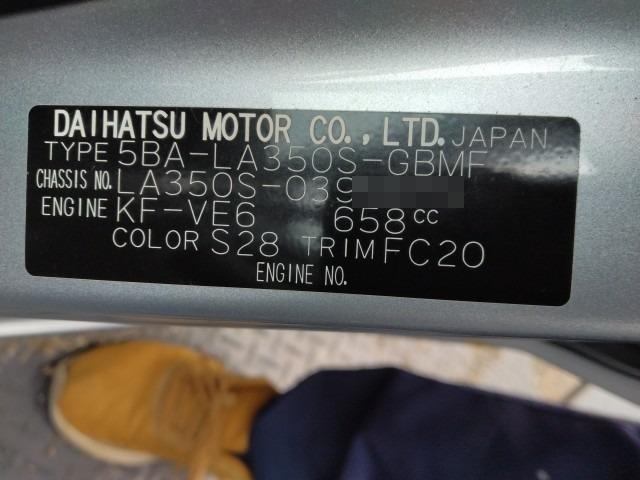 DAIHATSU MOTOR CO., LTD. JAPAN
TYPE 5BA-LA350S-GBMF
CHASSIS NO. LA350S-039
ENGINE KF-VE6 658cc
COLOR S28 TRIM FC20
ENGINE NO.